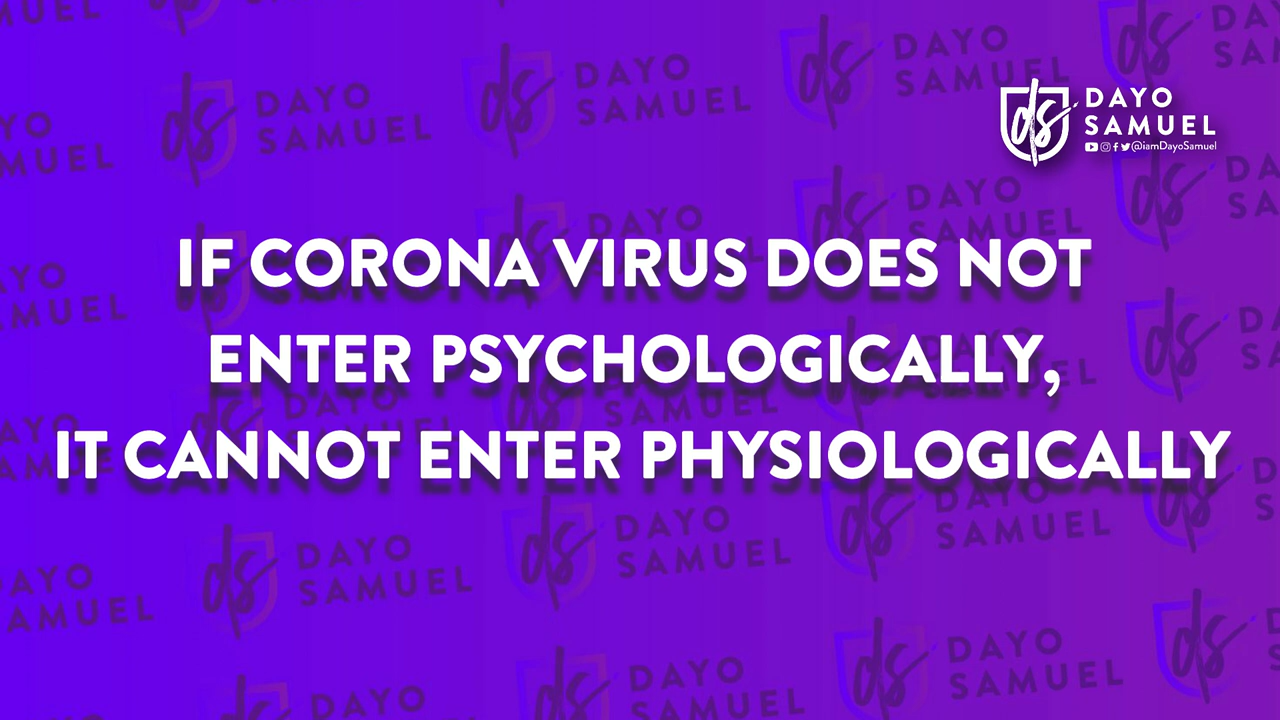 DAYO
SAMUEL
@iamDayoSamuel
IF CORONA VIRUS DOES NOT
ENTER PSYCHOLOGICALLY,
IT CANNOT ENTER PHYSIOLOGICALLY